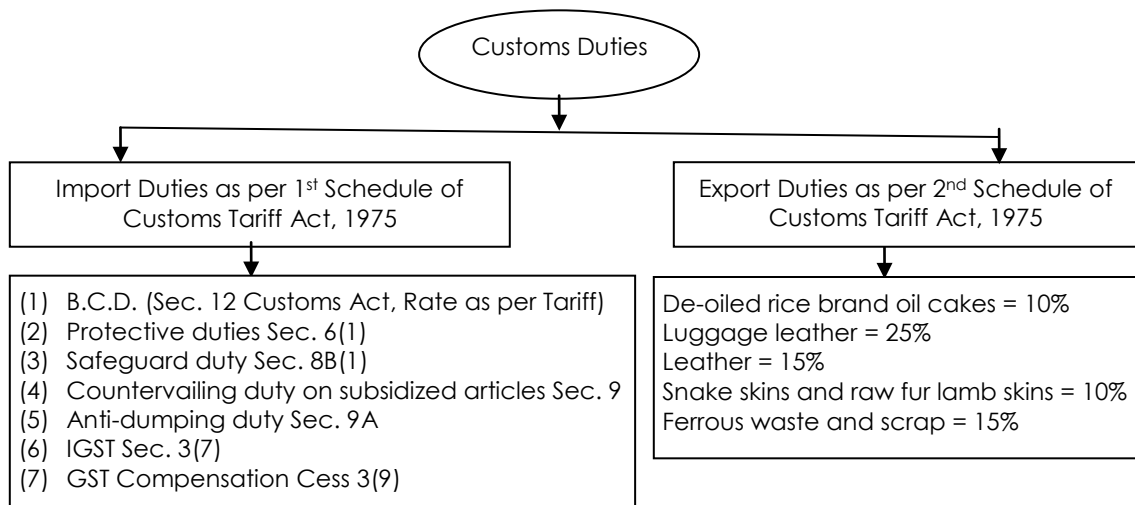 Customs Duties
Import Duties as per 1st Schedule of
Customs Tariff Act, 1975
Export Duties as per 2nd Schedule of
Customs Tariff Act, 1975
(1) B.C.D. (Sec. 12 Customs Act, Rate as per Tariff)
(2) Protective duties Sec. 6(1)
(3) Safeguard duty Sec. 8B(1)
(4) Countervailing duty on subsidized articles Sec. 9
(5) Anti-dumping duty Sec. 9A
(6) IGST Sec. 3(7)
(7) GST Compensation Cess 3(9)
De-oiled rice brand oil cakes = 10%
Luggage leather = 25%
Leather = 15%
Snake skins and raw fur lamb skins = 10%
Ferrous waste and scrap = 15%